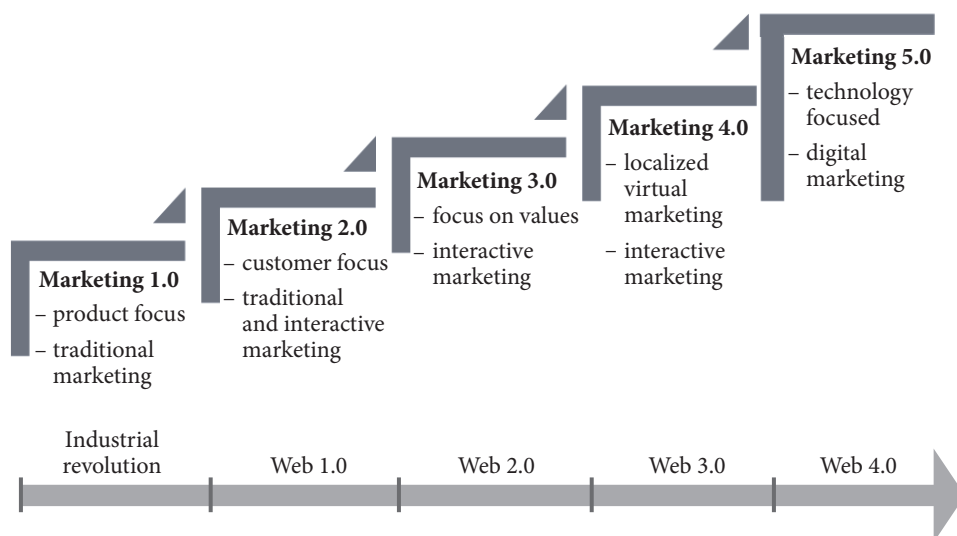 Marketing 5.0
– technology
focused
– digital
marketing
Marketing 4.0
– localized
virtual
marketing
– interactive
marketing
Marketing 3.0
– focus on values
– interactive
marketing
Marketing 2.0
– customer focus
– traditional
and interactive
marketing
Marketing 1.0
– product focus
– traditional
marketing
Industrial
revolution
Web 1.0
Web 2.0
Web 3.0
Web 4.0